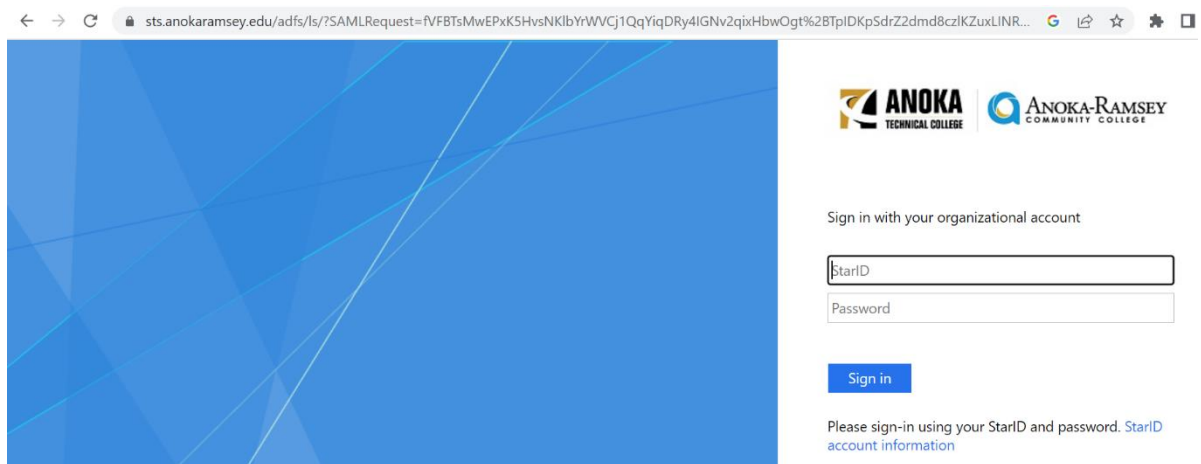 sts.anokaramsey.edu/adfs/ls/?SAMLRequest=fVFBTsMwEPxK5HvsNKlbYrWVCj1QqYiqDRy4IGNv2qixHbwOgt%2BTpIDKpSdrZ2dmd8czlKZuxLINR...
ANOKA
TECHNICAL COLLEGE
ANOKA-RAMSEY
COMMUNITY COLLEGE
Sign in with your organizational account
StarID
Password
Sign in
Please sign-in using your StarID and password. StarID
account information